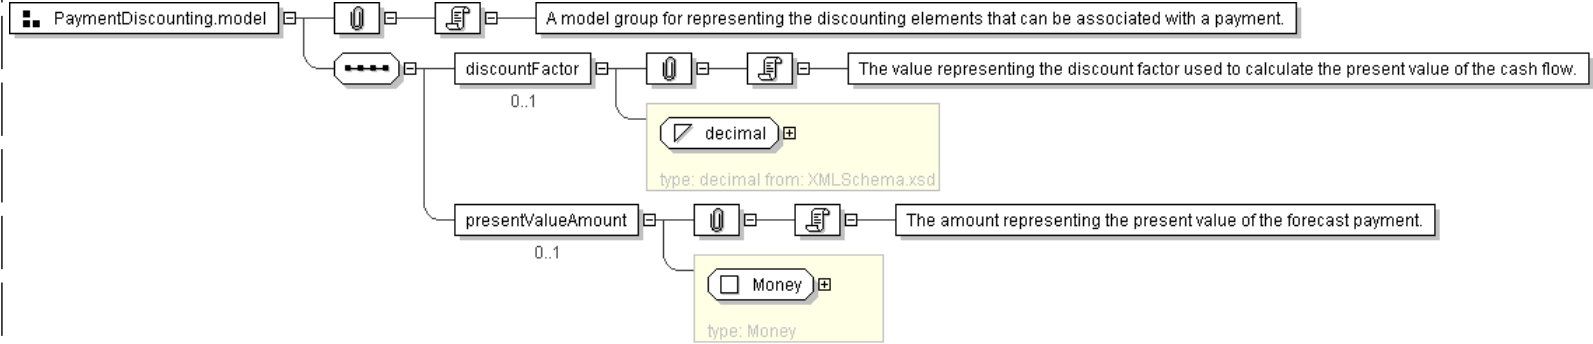 PaymentDiscounting.model
A model group for representing the discounting elements that can be associated with a payment.
discountFactor
The value representing the discount factor used to calculate the present value of the cash flow.
0..1
decimal
type: decimal from: XMLSchema.xsd
presentValueAmount
The amount representing the present value of the forecast payment.
0..1
Money
type: Money